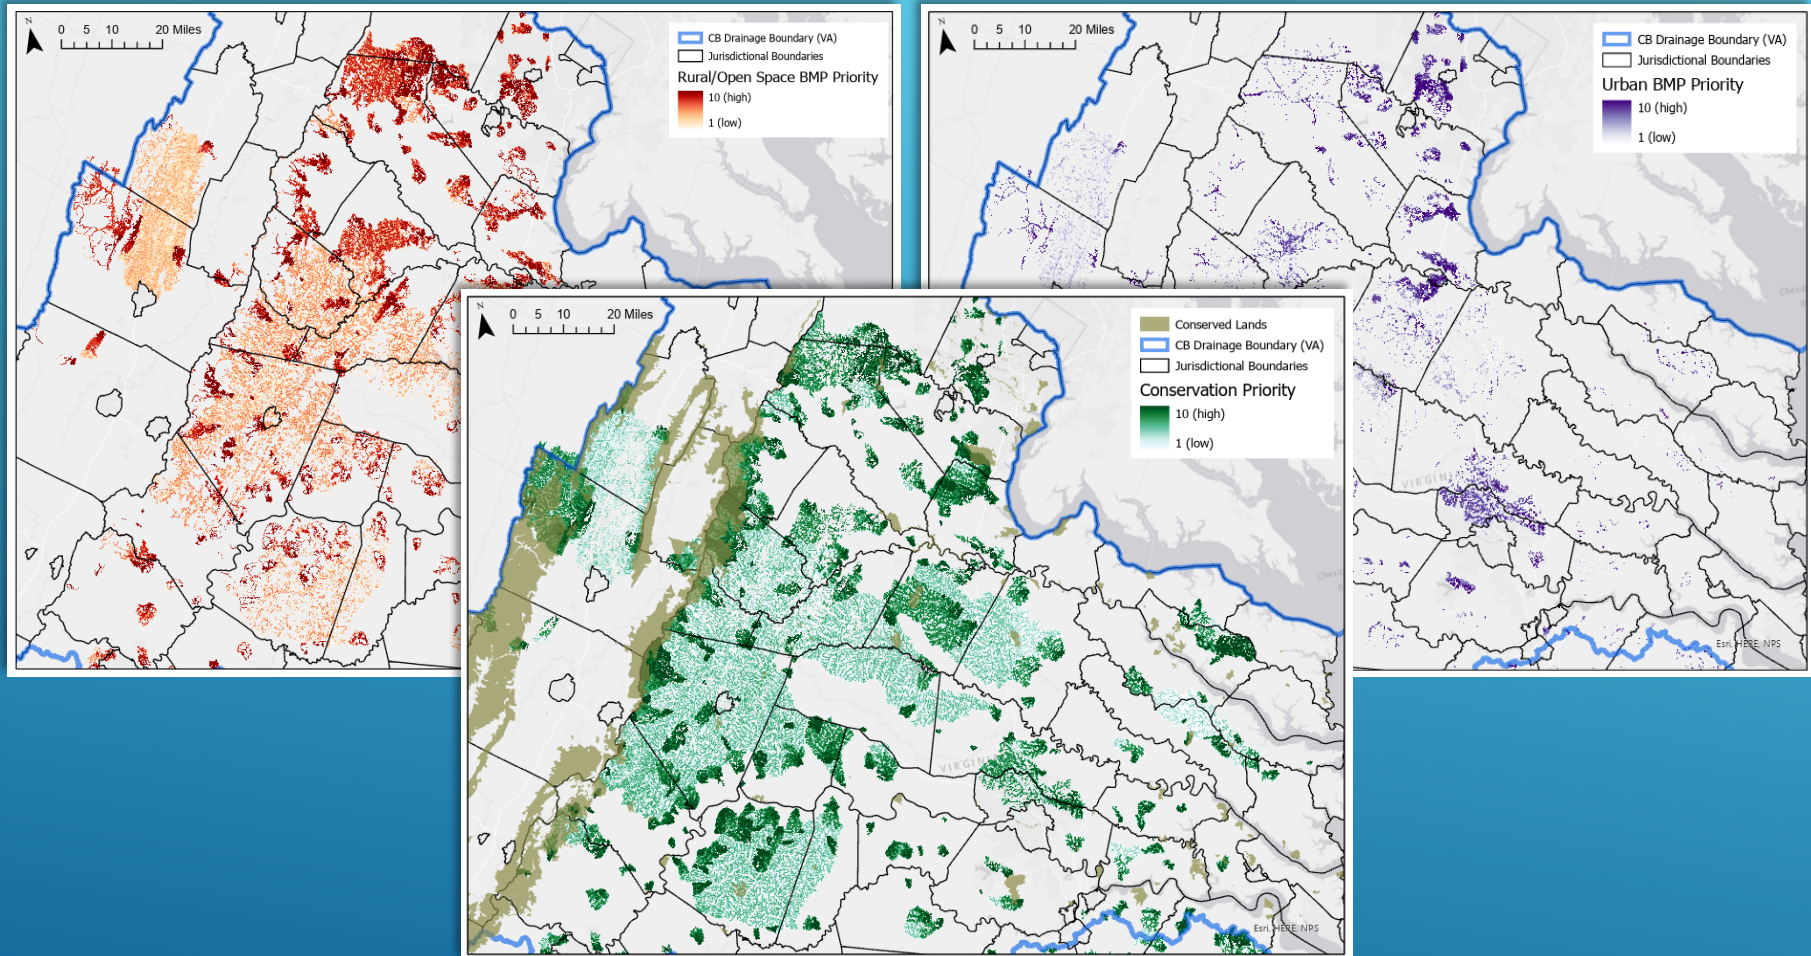 N
0 5 10 20 Miles
CB Drainage Boundary (VA)
Jurisdictional Boundaries
Rural/Open Space BMP Priority
10 (high)
1 (low)
N
0 5 10 20 Miles
CB Drainage Boundary (VA)
Jurisdictional Boundaries
Urban BMP Priority
10 (high)
1 (low)
VIRGIN
Esri, HERE, NPS
N
0 5 10 20 Miles
Conserved Lands
CB Drainage Boundary (VA)
Jurisdictional Boundaries
Conservation Priority
10 (high)
1 (low)
VIRGIN
Esri, HERE, NPS